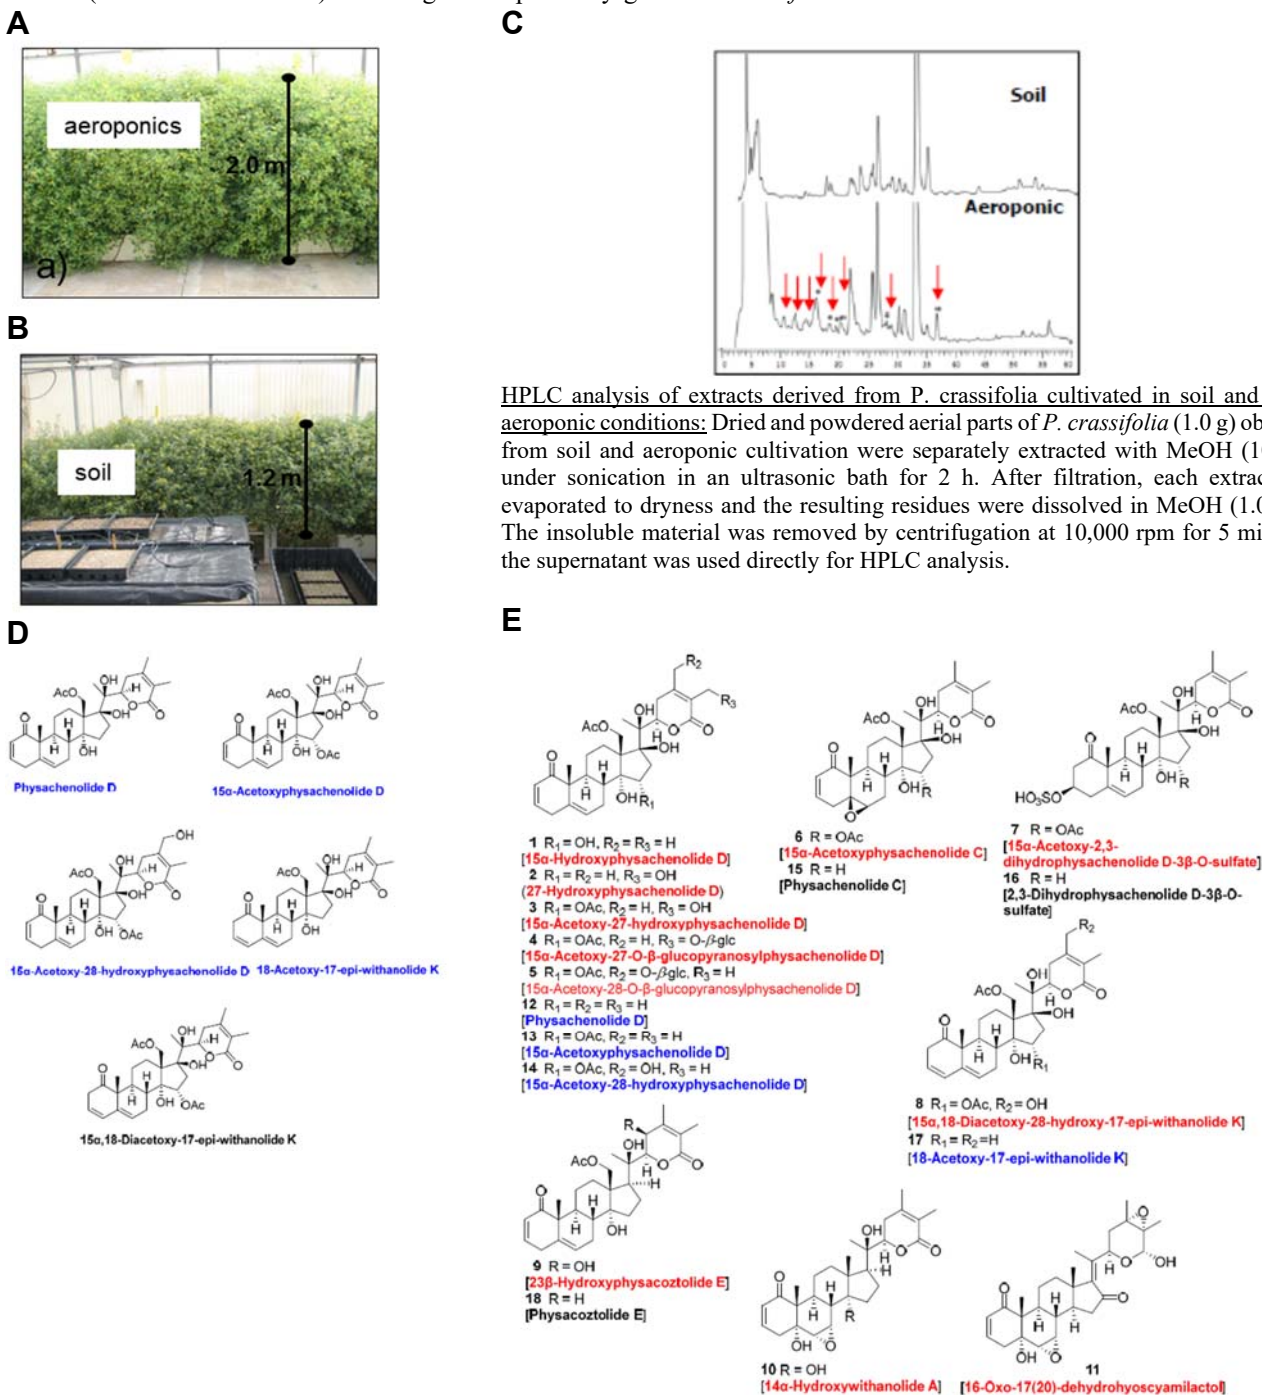 A
aeroponics
2.0 m
a)
B
soil
1.2 m
C
Soil
Aeroponic
HPLC analysis of extracts derived from P. crassifolia cultivated in soil and
aeroponic conditions: Dried and powdered aerial parts of P. crassifolia (1.0 g) ob
from soil and aeroponic cultivation were separately extracted with MeOH (1
under sonication in an ultrasonic bath for 2 h. After filtration, each extrac
evaporated to dryness and the resulting residues were dissolved in MeOH (1.0
The insoluble material was removed by centrifugation at 10,000 rpm for 5 mi
the supernatant was used directly for HPLC analysis.
D
Physachenolide D
15α-Acetoxyphysachenolide D
15α-Acetoxy-28-hydroxyphysachenolide D
18-Acetoxy-17-epi-withanolide K
15α,18-Diacetoxy-17-epi-withanolide K
E
1 R1 = OH, R2 = R3 = H
[15α-Hydroxyphysachenolide D]
2 R1 = R2 = H, R3 = OH
(27-Hydroxyphysachenolide D)
3 R1 = OAc, R2 = H, R3 = OH
[15α-Acetoxy-27-hydroxyphysachenolide D]
4 R1 = OAc, R2 = H, R3 = O-β-glc
[15α-Acetoxy-27-O-β-glucopyranosylphysachenolide D]
5 R1 = OAc, R2 = O-β-glc, R3 = H
[15α-Acetoxy-28-O-β-glucopyranosylphysachenolide D]
12 R1 = R2 = R3 = H
[Physachenolide D]
13 R1 = OAc, R2 = R3 = H
[15α-Acetoxyphysachenolide D]
14 R1 = OAc, R2 = OH, R3 = H
[15α-Acetoxy-28-hydroxyphysachenolide D]
6 R = OAc
[15α-Acetoxyphysachenolide C]
15 R = H
[Physachenolide C]
7 R = OAc
[15α-Acetoxy-2,3-
dihydrophysachenolide D-3β-O-sulfate]
16 R = H
[2,3-Dihydrophysachenolide D-3β-O-
sulfate]
8 R1 = OAc, R2 = OH
[15α,18-Diacetoxy-28-hydroxy-17-epi-withanolide K]
17 R1 = R2 = H
[18-Acetoxy-17-epi-withanolide K]
9 R = OH
[23β-Hydroxyphysacoztolide E]
18 R = H
[Physacoztolide E]
10 R = OH
[14α-Hydroxywithanolide A]
11
[16-Oxo-17(20)-dehydrohyoscyamilactol]